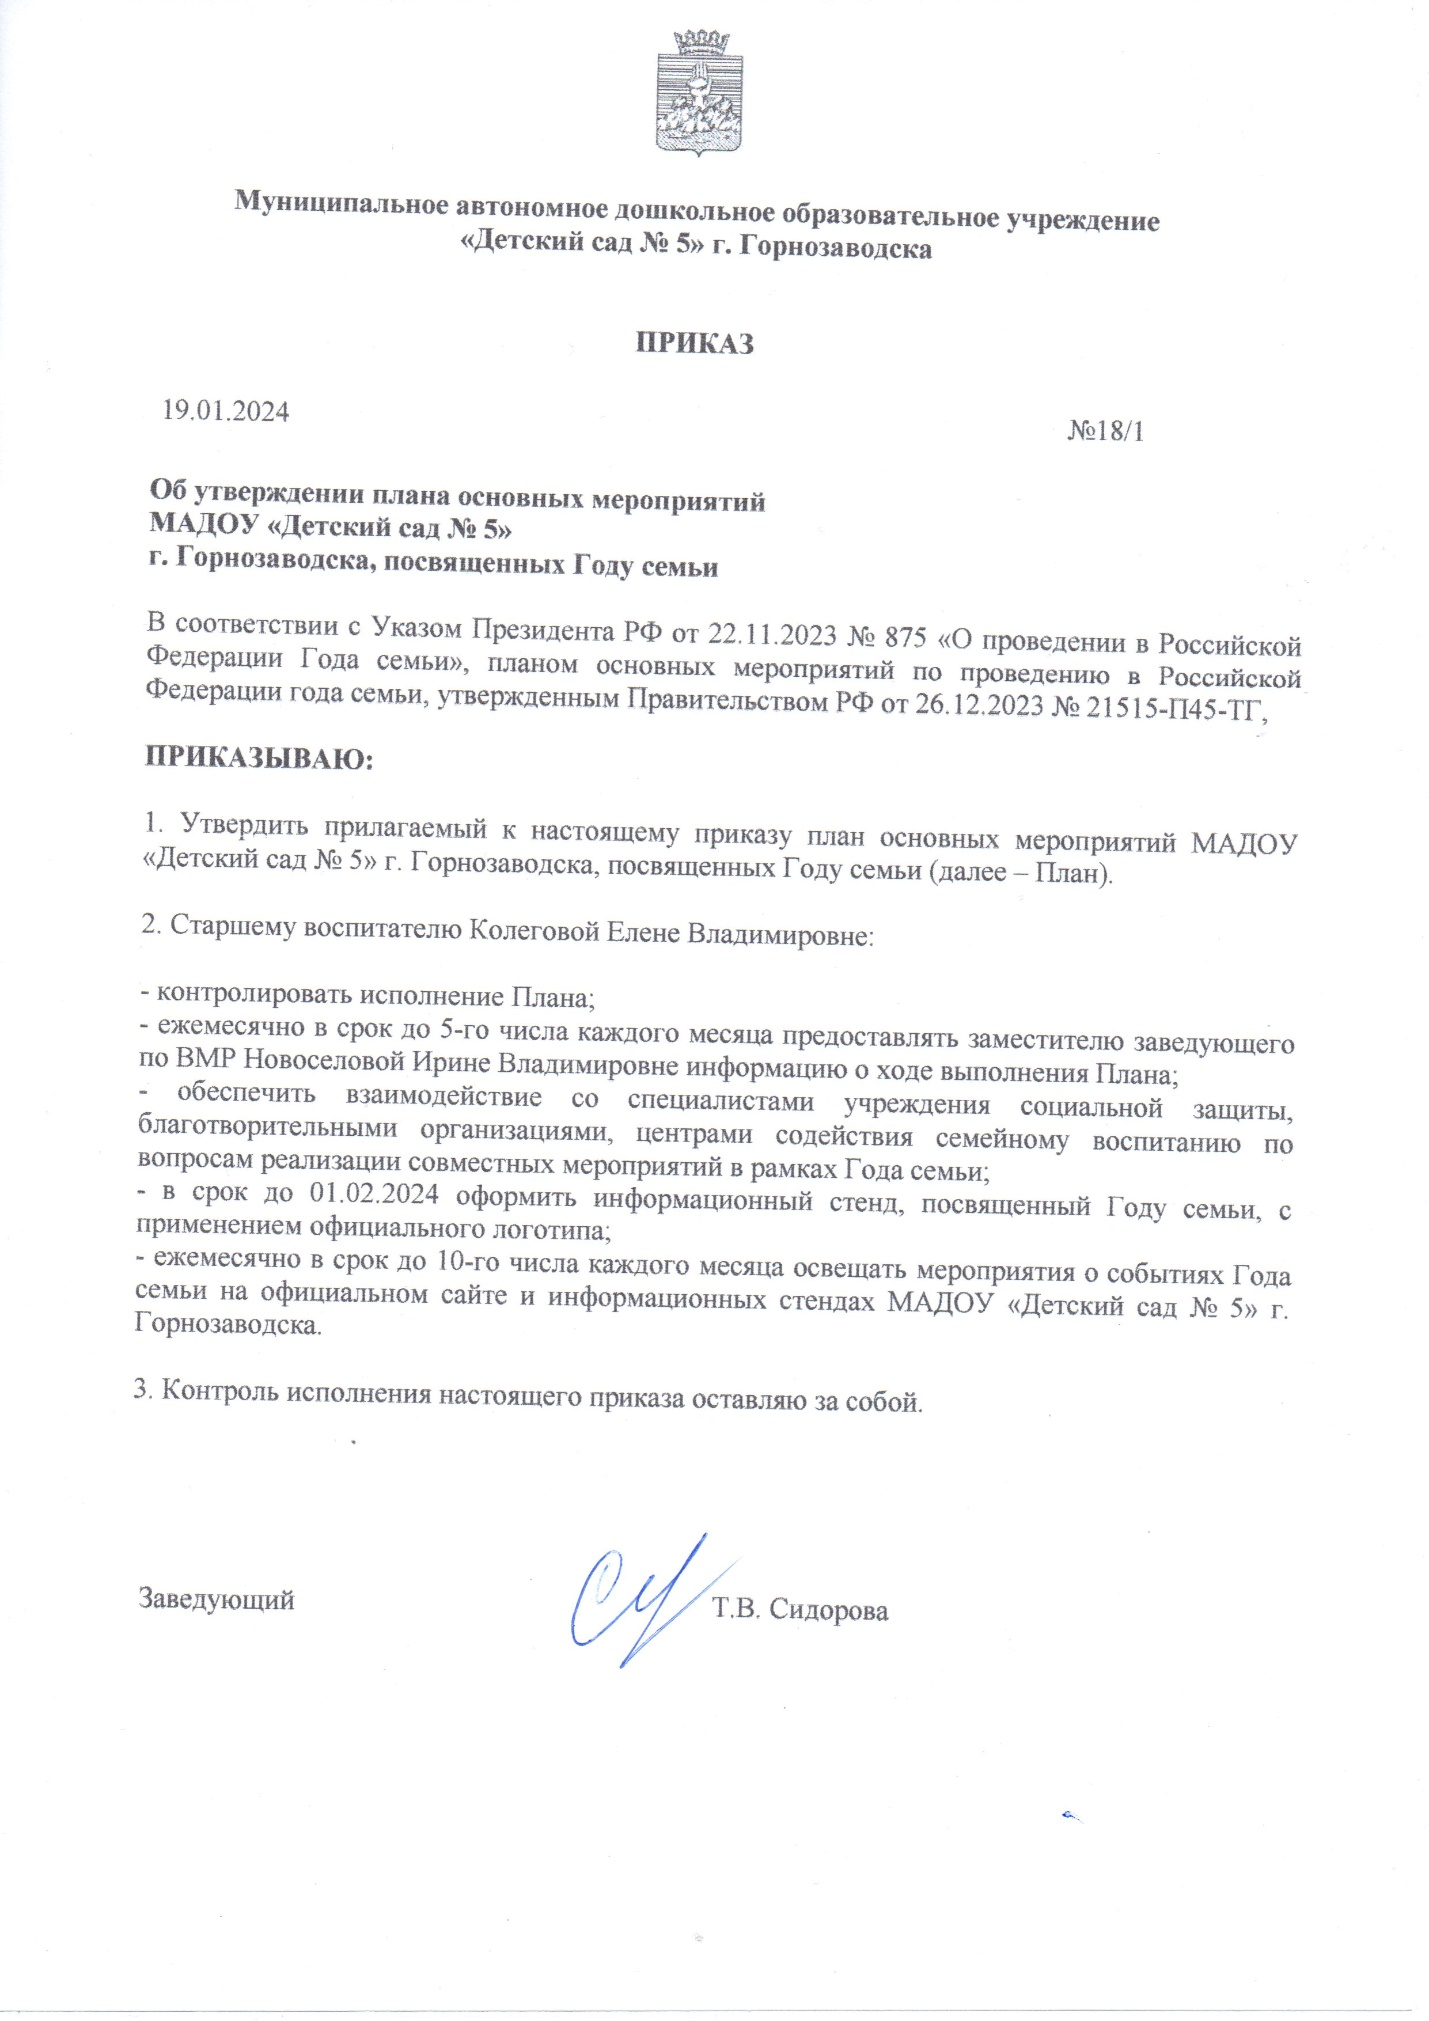 Муниципальное автономное дошкольное образовательное учреждение
«Детский сад № 5» г. Горнозаводска
ПРИКАЗ
19.01.2024
№18/1
Об утверждении плана основных мероприятий
МАДОУ «Детский сад № 5»
г. Горнозаводска, посвященных Году семьи
В соответствии с Указом Президента РФ от 22.11.2023 № 875 «О проведении в Российской
Федерации Года семьи», планом основных мероприятий по проведению в Российской
Федерации года семьи, утвержденным Правительством РФ от 26.12.2023 № 21515-П45-ТГ,
ПРИКАЗЫВАЮ:
1. Утвердить прилагаемый к настоящему приказу план основных мероприятий МАДОУ
«Детский сад № 5» г. Горнозаводска, посвященных Году семьи (далее – План).
2. Старшему воспитателю Колеговой Елене Владимировне:
- контролировать исполнение Плана;
- ежемесячно в срок до 5-го числа каждого месяца предоставлять заместителю заведующего
по ВМР Новоселовой Ирине Владимировне информацию о ходе выполнения Плана;
- обеспечить взаимодействие со специалистами учреждения социальной защиты,
благотворительными организациями, центрами содействия семейному воспитанию по
вопросам реализации совместных мероприятий в рамках Года семьи;
- в срок до 01.02.2024 оформить информационный стенд, посвященный Году семьи, с
применением официального логотипа;
- ежемесячно в срок до 10-го числа каждого месяца освещать мероприятия о событиях Года
семьи на официальном сайте и информационных стендах МАДОУ «Детский сад № 5» г.
Горнозаводска.
3. Контроль исполнения настоящего приказа оставляю за собой.
Заведующий
Т.В. Сидорова